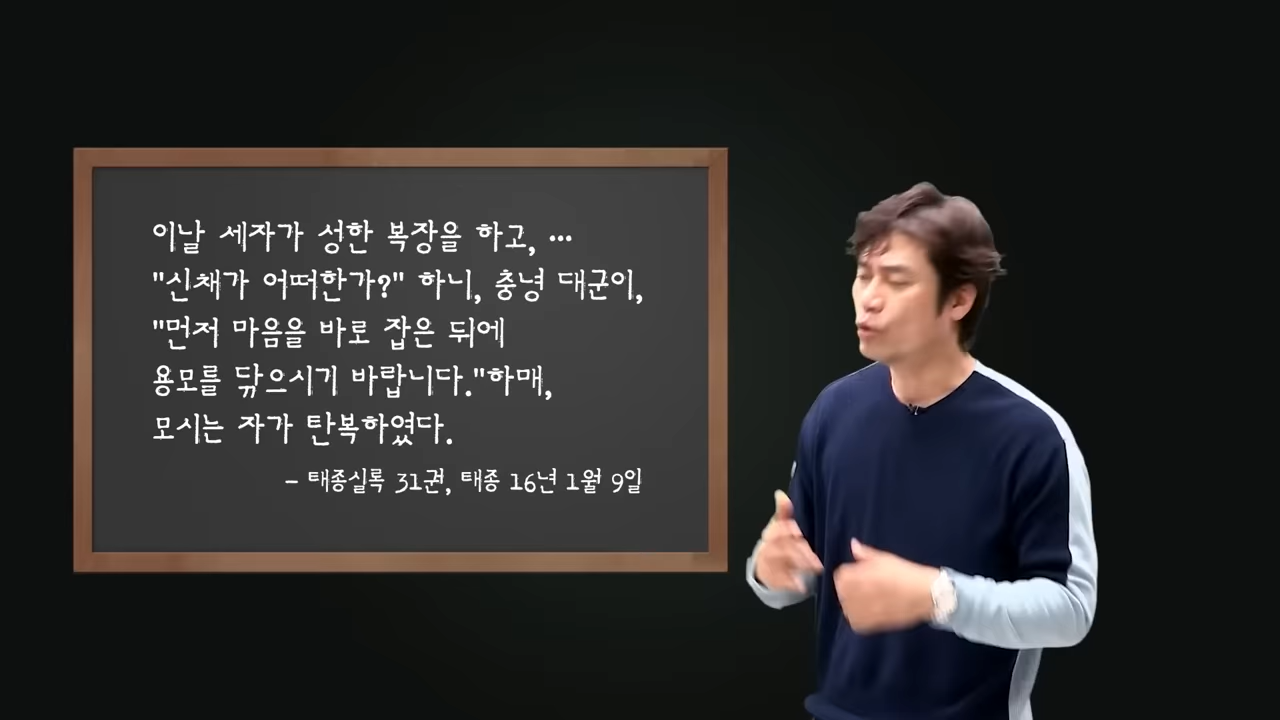 이날 세자가 성한 복장을 하고, ···
"신채가 어떠한가?" 하니, 충녕 대군이,
"먼저 마음을 바로 잡은 뒤에
용모를 닦으시기 바랍니다."하매,
모시는 자가 탄복하였다.
- 태종실록 31권, 태종 16년 1월 9일